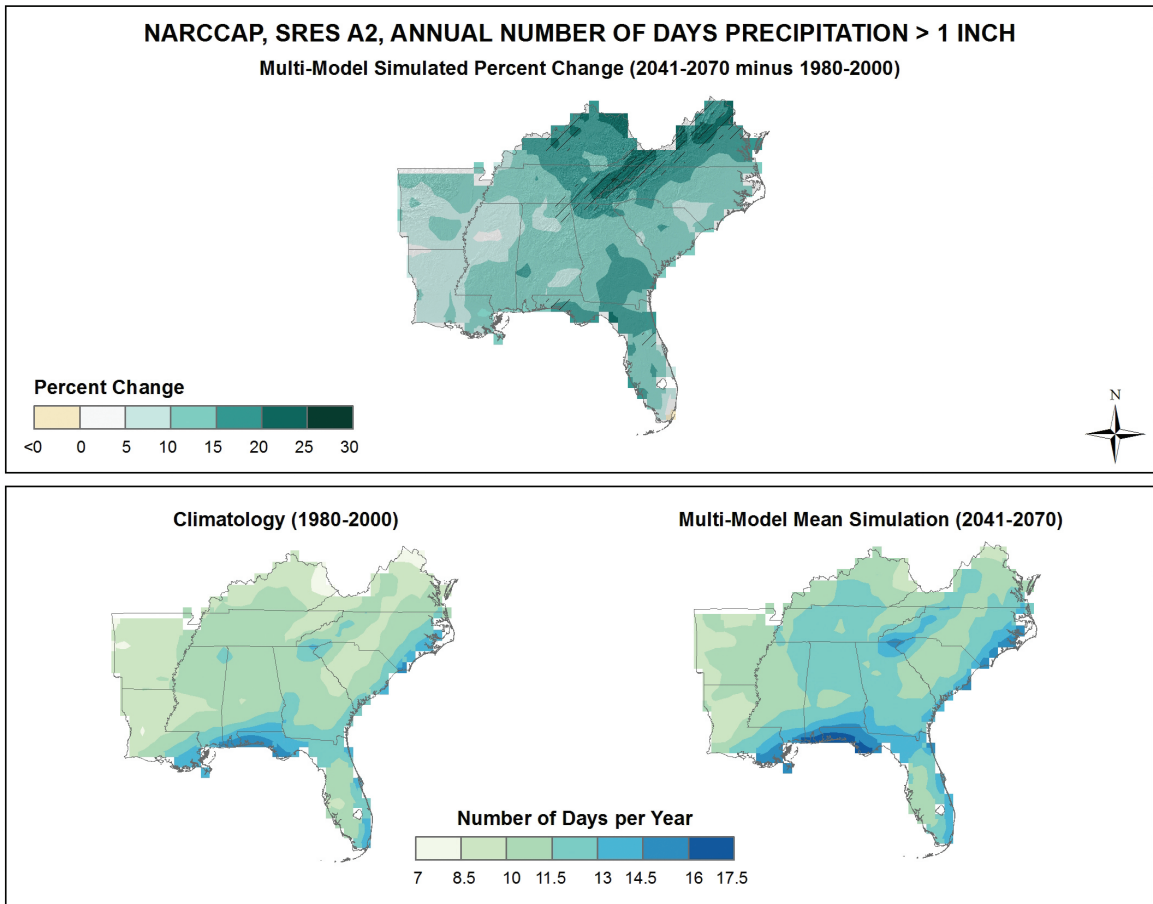 NARCCAP, SRES A2, ANNUAL NUMBER OF DAYS PRECIPITATION > 1 INCH
Multi-Model Simulated Percent Change (2041-2070 minus 1980-2000)
Percent Change
<0 0 5 10 15 20 25 30
N
Climatology (1980-2000)
Multi-Model Mean Simulation (2041-2070)
Number of Days per Year
7 8.5 10 11.5 13 14.5 16 17.5